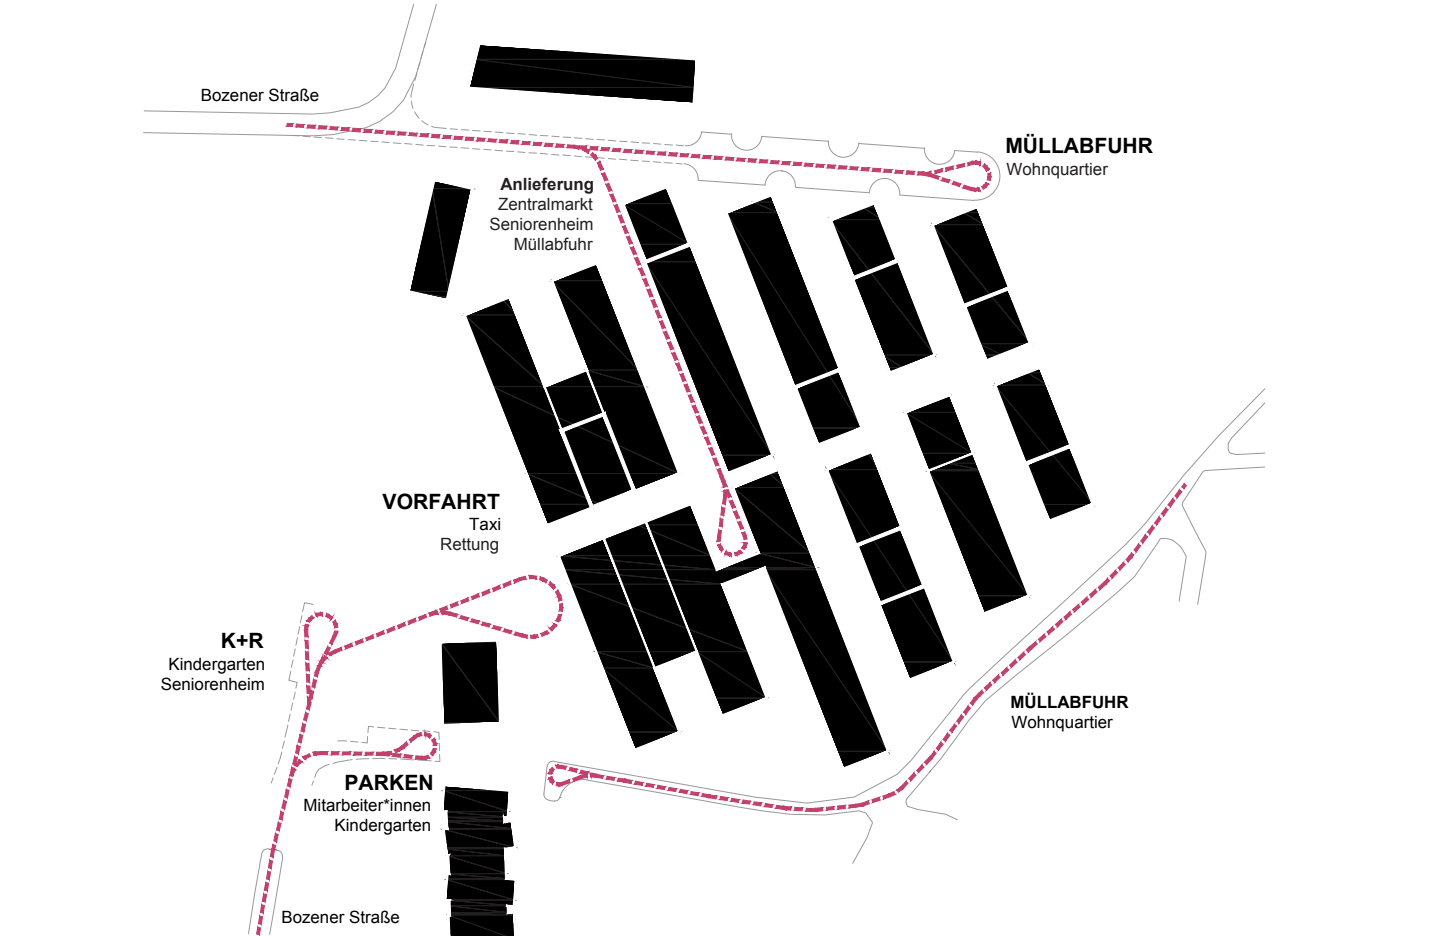 Bozener Straße
MÜLLABFUHR
Wohnquartier
Anlieferung
Zentralmarkt
Seniorenheim
Müllabfuhr
VORFAHRT
Taxi
Rettung
K+R
Kindergarten
Seniorenheim
MÜLLABFUHR
Wohnquartier
PARKEN
Mitarbeiter*innen
Kindergarten
Bozener Straße